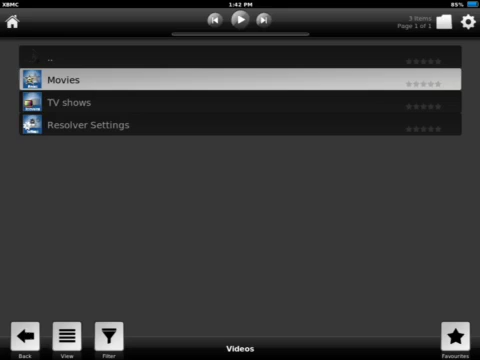 XBMC
1:42 PM
85%
3 Items
Page 1 of 1
..
Movies
TV shows
Resolver Settings
Back
View
Filter
Videos
Favourites